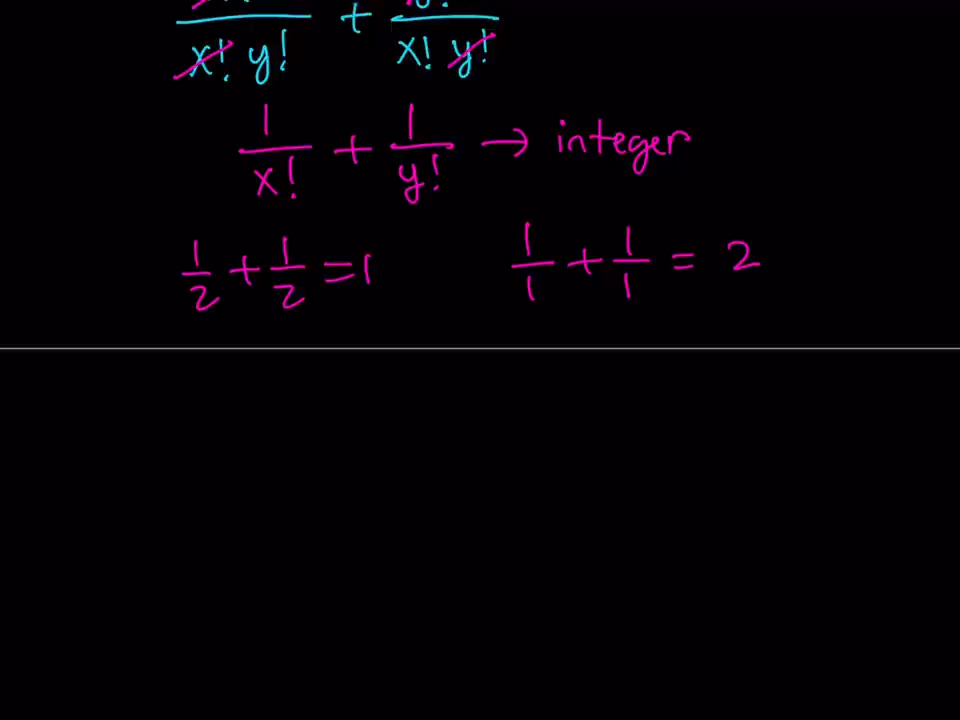 x! y! + x! y!
1/x! + 1/y! → integer
1/2 + 1/2 = 1    1/1 + 1/1 = 2